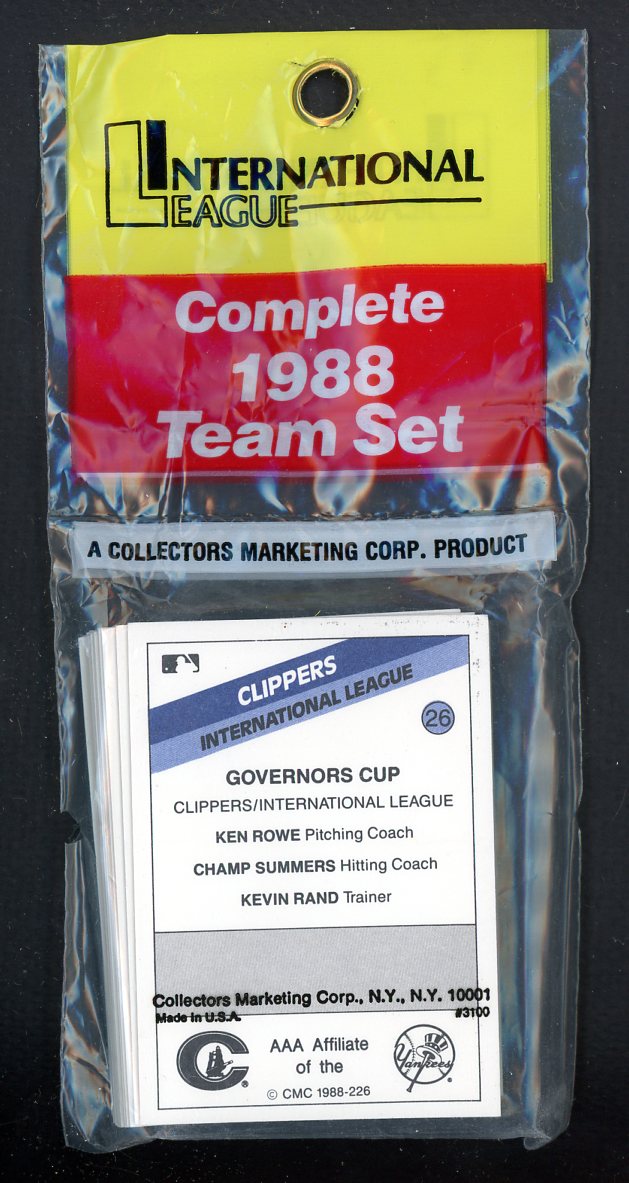 INTERNATIONAL
LEAGUE
Complete
1988
Team Set
A COLLECTORS MARKETING CORP. PRODUCT
CLIPPERS
INTERNATIONAL LEAGUE
26
GOVERNORS CUP
CLIPPERS/INTERNATIONAL LEAGUE
KEN ROWE Pitching Coach
CHAMP SUMMERS Hitting Coach
KEVIN RAND Trainer
Collectors Marketing Corp., N.Y., N.Y. 10001
Made in U.S.A. #3100
C® AAA Affiliate Yankees®
of the
© CMC 1988-226